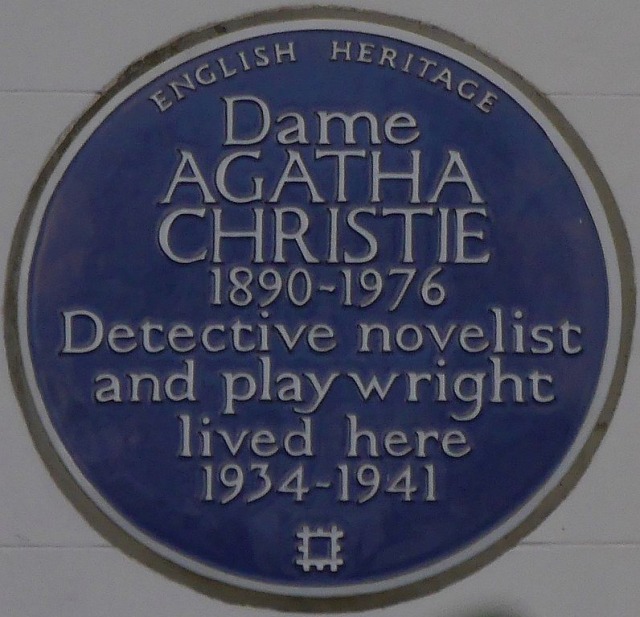 ENGLISH HERITAGE
Dame
AGATHA
CHRISTIE
1890-1976
Detective novelist
and playwright
lived here
1934-1941